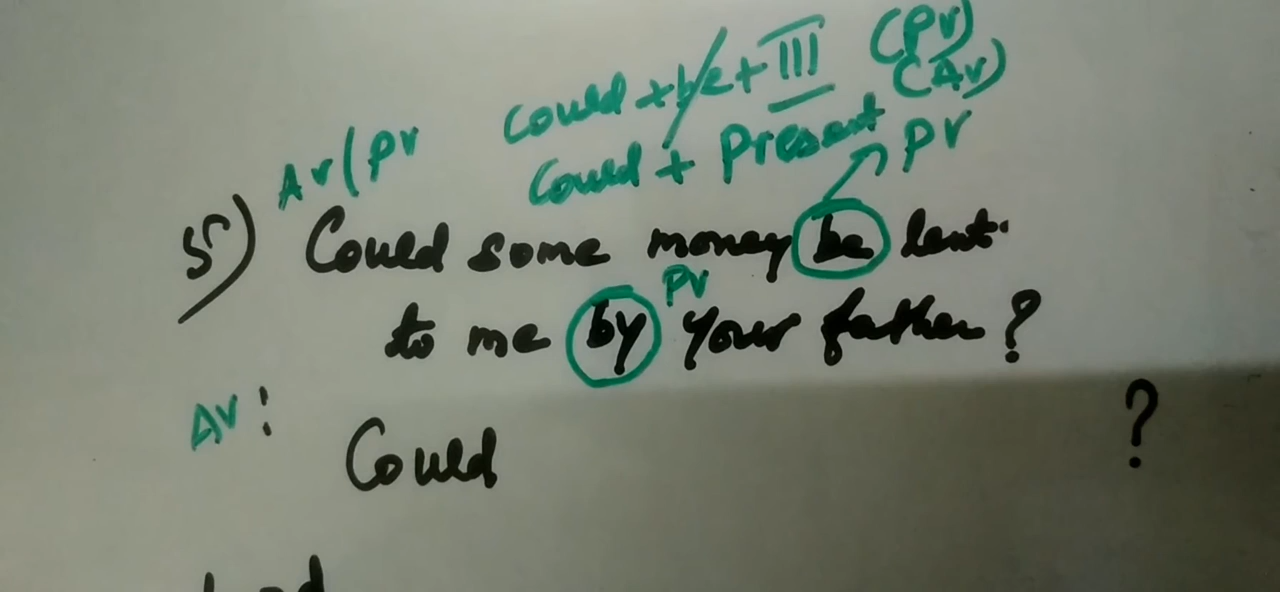 Could + be + III (PV)
Could + Present (AV)
AV/PV
PV
5) Could some money be lent
PV
to me by your father?
AV: Could ?